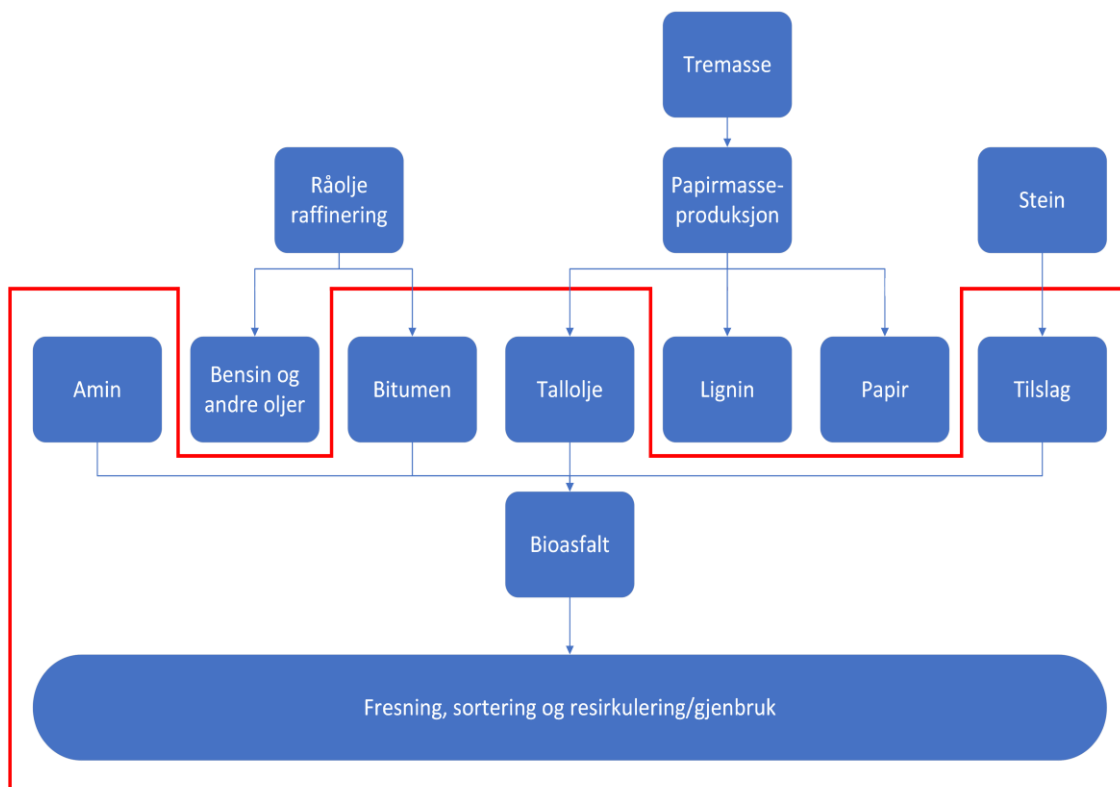 Tremasse
Råolje
raffinering
Papirmasse-
produksjon
Stein
Amin
Bensin og
andre oljer
Bitumen
Tallolje
Lignin
Papir
Tilslag
Bioasfalt
Fresning, sortering og resirkulering/gjenbruk